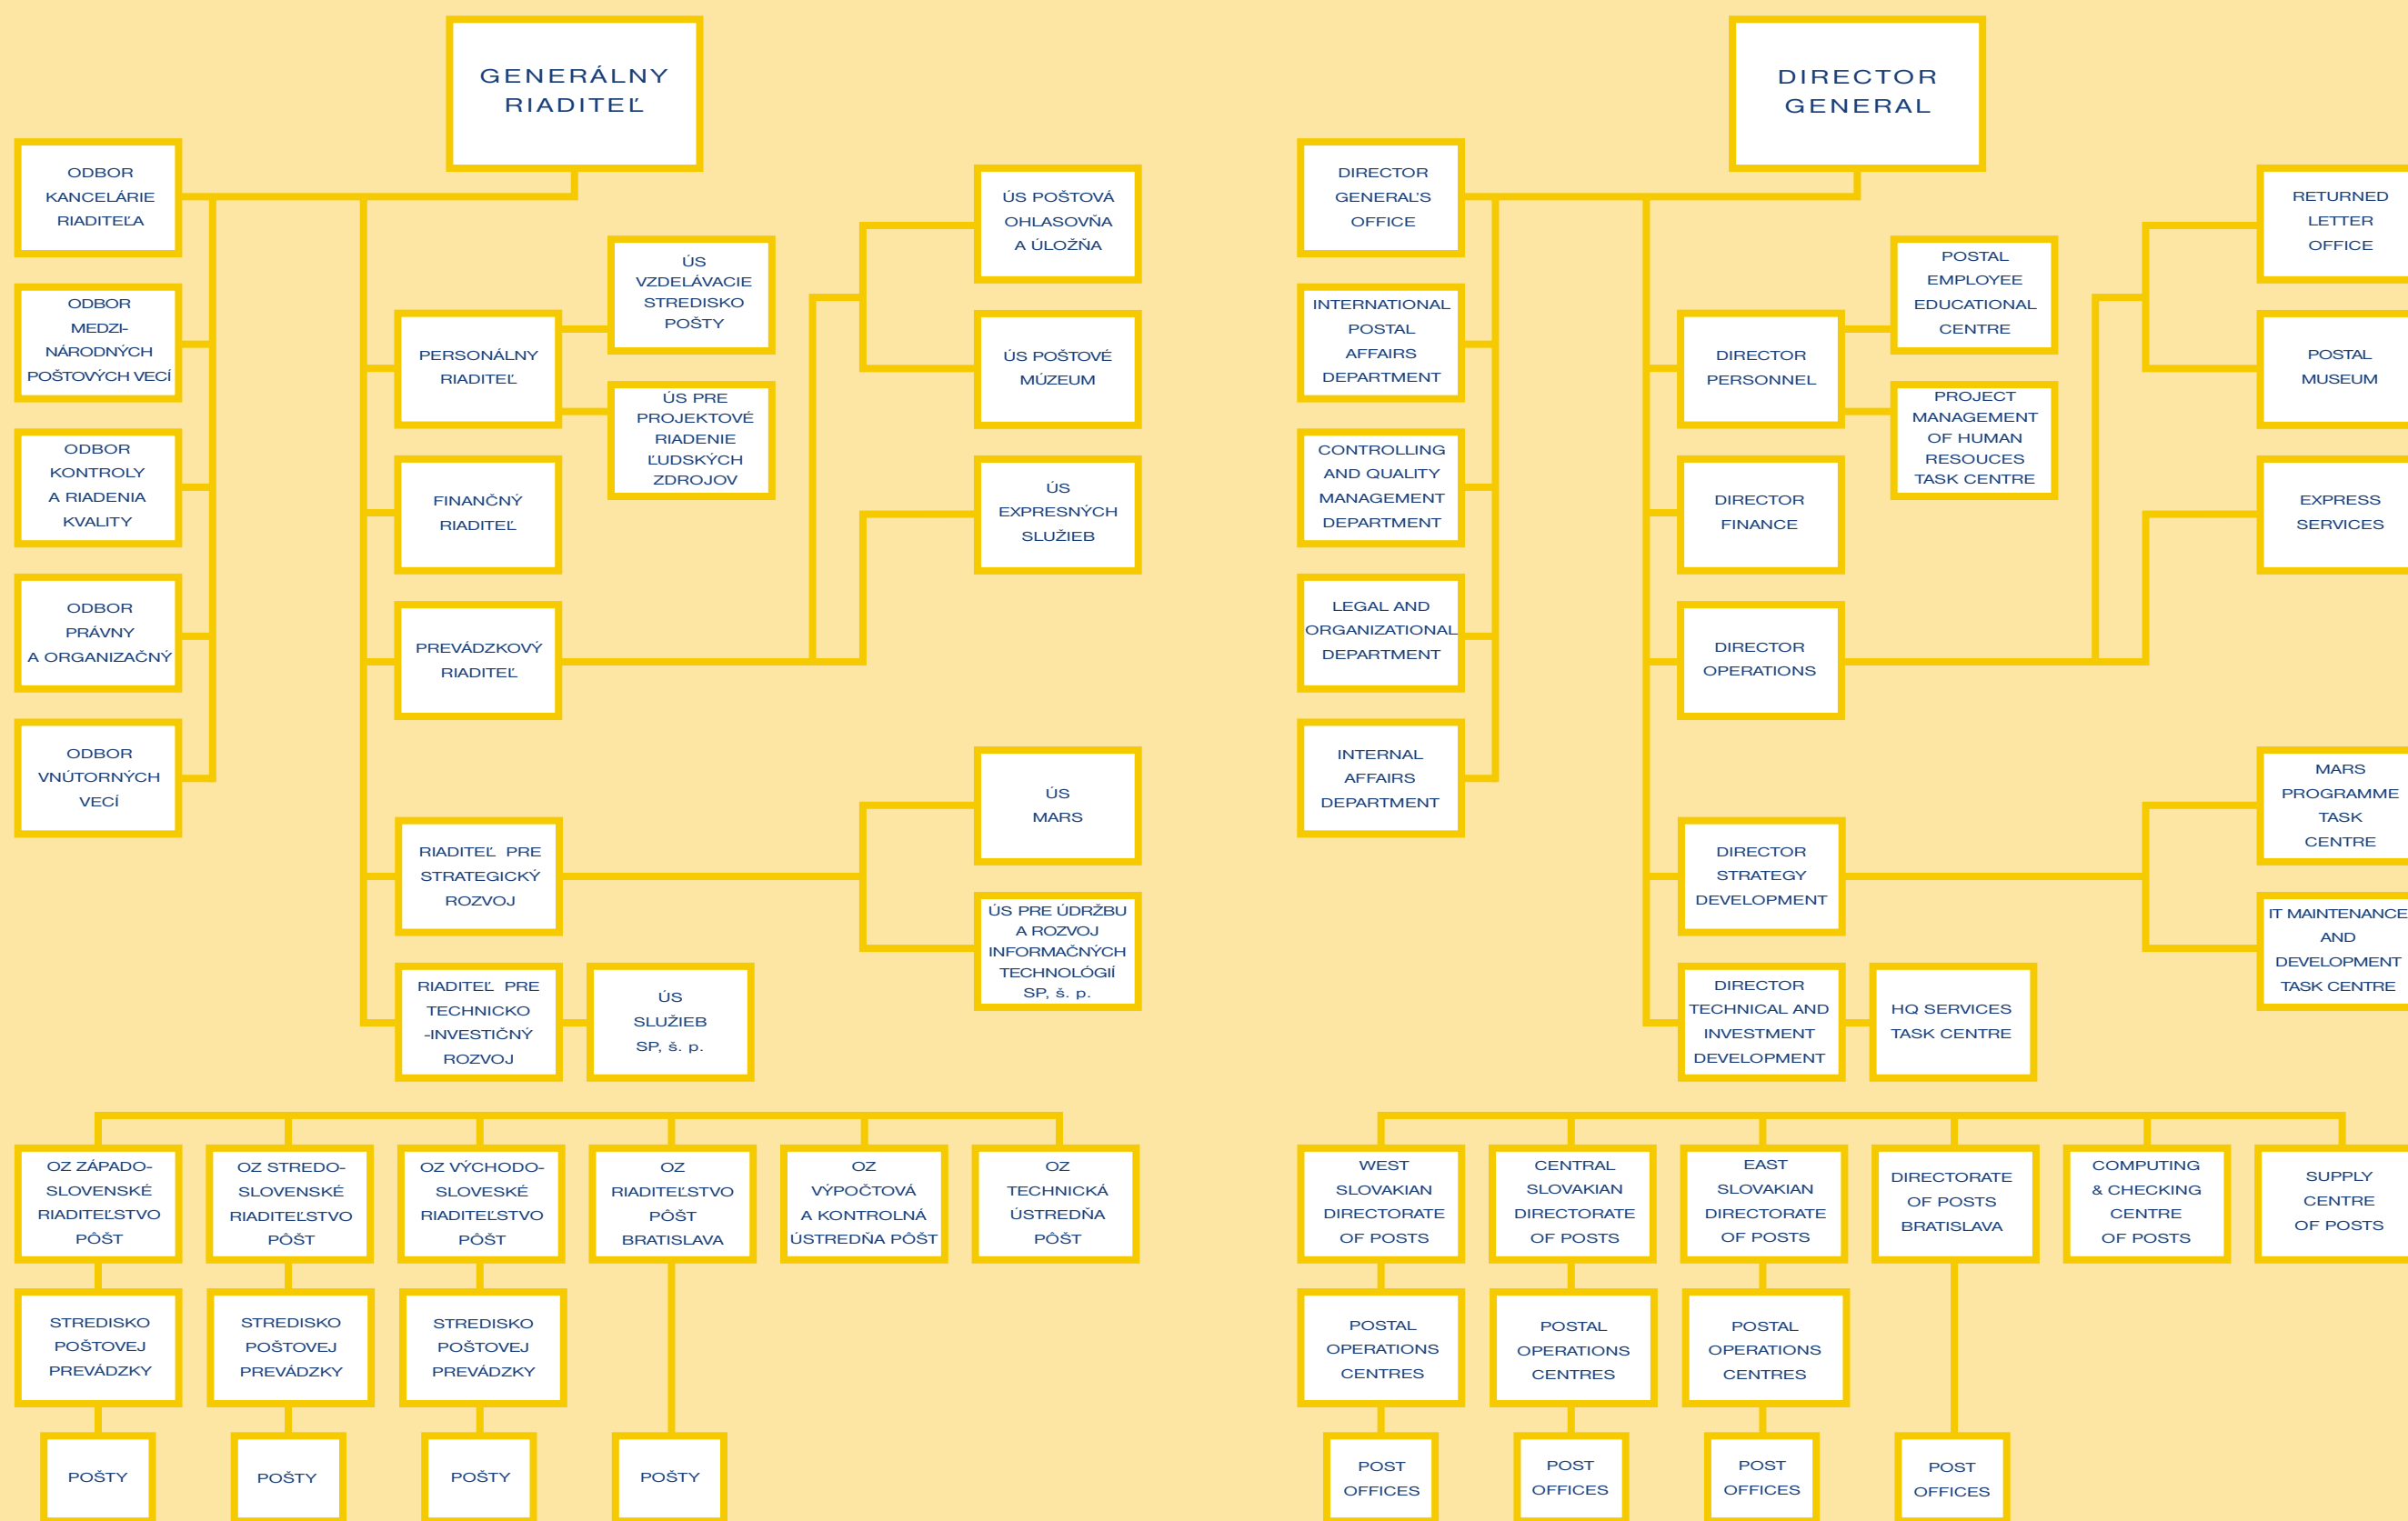 GENERÁLNY
RIADITEĽ
ODBOR
KANCELÁRIE
RIADITEĽA
ODBOR
MEDZI-
NÁRODNÝCH
POŠTOVÝCH VECÍ
ODBOR
KONTROLY
A RIADENIA
KVALITY
ODBOR
PRÁVNY
A ORGANIZAČNÝ
ODBOR
VNÚTORNÝCH
VECÍ
PERSONÁLNY
RIADITEĽ
ÚS
VZDELÁVACIE
STREDISKO
POŠTY
ÚS PRE
PROJEKTOVÉ
RIADENIE
ĽUDSKÝCH
ZDROJOV
FINANČNÝ
RIADITEĽ
PREVÁDZKOVÝ
RIADITEĽ
ÚS POŠTOVÁ
OHLASOVŇA
A ÚLOŽŇA
ÚS POŠTOVÉ
MÚZEUM
ÚS
EXPRESNÝCH
SLUŽIEB
RIADITEĽ PRE
STRATEGICKÝ
ROZVOJ
ÚS
MARS
ÚS PRE ÚDRŽBU
A ROZVOJ
INFORMAČNÝCH
TECHNOLÓGIÍ
SP, š. p.
RIADITEĽ PRE
TECHNICKO
-INVESTIČNÝ
ROZVOJ
ÚS
SLUŽIEB
SP, š. p.
OZ ZÁPADO-
SLOVENSKÉ
RIADITEĽSTVO
PÔŠT
OZ STREDO-
SLOVENSKÉ
RIADITEĽSTVO
PÔŠT
OZ VÝCHODO-
SLOVESKÉ
RIADITEĽSTVO
PÔŠT
OZ
RIADITEĽSTVO
PÔŠT
BRATISLAVA
OZ
VÝPOČTOVÁ
A KONTROLNÁ
ÚSTREDŇA PÔŠT
OZ
TECHNICKÁ
ÚSTREDŇA
PÔŠT
STREDISKO
POŠTOVEJ
PREVÁDZKY
STREDISKO
POŠTOVEJ
PREVÁDZKY
STREDISKO
POŠTOVEJ
PREVÁDZKY
POŠTY
POŠTY
POŠTY
POŠTY
DIRECTOR
GENERAL
DIRECTOR
GENERAL'S
OFFICE
INTERNATIONAL
POSTAL
AFFAIRS
DEPARTMENT
CONTROLLING
AND QUALITY
MANAGEMENT
DEPARTMENT
LEGAL AND
ORGANIZATIONAL
DEPARTMENT
INTERNAL
AFFAIRS
DEPARTMENT
DIRECTOR
PERSONNEL
POSTAL
EMPLOYEE
EDUCATIONAL
CENTRE
PROJECT
MANAGEMENT
OF HUMAN
RESOUCES
TASK CENTRE
DIRECTOR
FINANCE
DIRECTOR
OPERATIONS
RETURNED
LETTER
OFFICE
POSTAL
MUSEUM
EXPRESS
SERVICES
DIRECTOR
STRATEGY
DEVELOPMENT
MARS
PROGRAMME
TASK
CENTRE
IT MAINTENANCE
AND
DEVELOPMENT
TASK CENTRE
DIRECTOR
TECHNICAL AND
INVESTMENT
DEVELOPMENT
HQ SERVICES
TASK CENTRE
WEST
SLOVAKIAN
DIRECTORATE
OF POSTS
CENTRAL
SLOVAKIAN
DIRECTORATE
OF POSTS
EAST
SLOVAKIAN
DIRECTORATE
OF POSTS
DIRECTORATE
OF POSTS
BRATISLAVA
COMPUTING
& CHECKING
CENTRE
OF POSTS
SUPPLY
CENTRE
OF POSTS
POSTAL
OPERATIONS
CENTRES
POSTAL
OPERATIONS
CENTRES
POSTAL
OPERATIONS
CENTRES
POST
OFFICES
POST
OFFICES
POST
OFFICES
POST
OFFICES